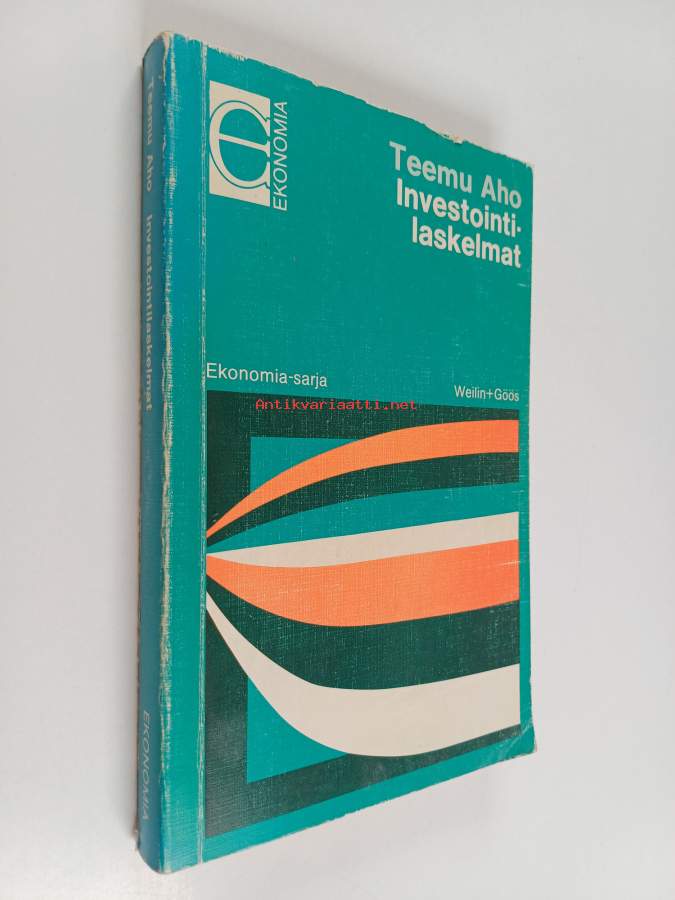 Teemu Aho Investointilaskelmat
EKONOMIA
EKONOMIA
Teemu Aho
Investointi-
laskelmat
Ekonomia-sarja
Weilin+Göös
Antikvariaatti.net